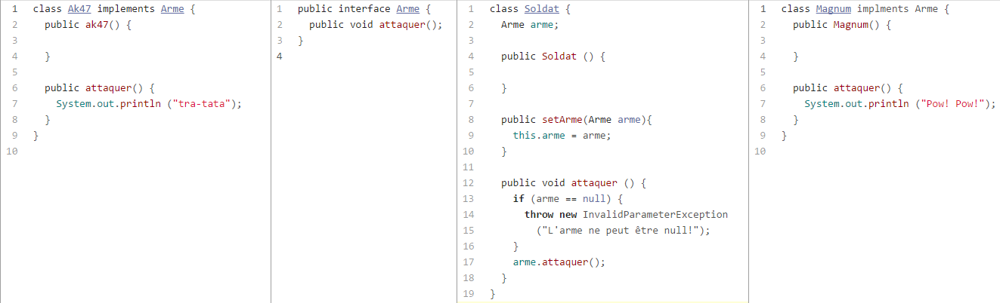 1 class Ak47 implements Arme {
2 public ak47() {
3
4 }
5
6 public attaquer() {
7 System.out.println ("tra-tata");
8 }
9 }
10
1 public interface Arme {
2 public void attaquer();
3 }
4
1 class Soldat {
2 Arme arme;
3
4 public Soldat () {
5
6 }
7
8 public setArme(Arme arme){
9 this.arme = arme;
10 }
11
12 public void attaquer () {
13 if (arme == null) {
14 throw new InvalidParameterException
15 ("L'arme ne peut être null!");
16 }
17 arme.attaquer();
18 }
19 }
1 class Magnum implments Arme {
2 public Magnum() {
3
4 }
5
6 public attaquer() {
7 System.out.println ("Pow! Pow!");
8 }
9 }
10